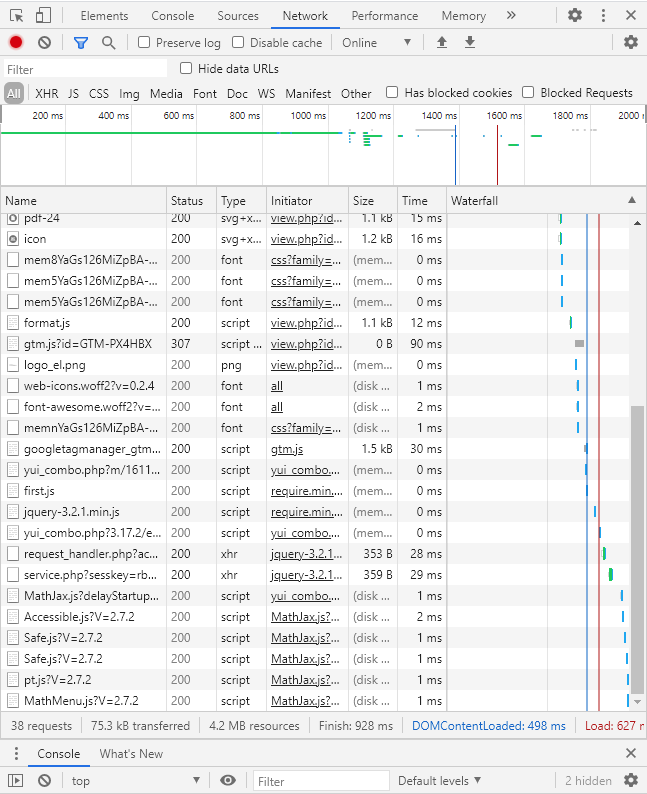 Elements Console Sources Network Performance Memory »
Preserve log Disable cache Online ▼
Filter Hide data URLs
All XHR JS CSS Img Media Font Doc WS Manifest Other Has blocked cookies Blocked Requests
200 ms 400 ms 600 ms 800 ms 1000 ms 1200 ms 1400 ms 1600 ms 1800 ms 2000 n
Name Status Type Initiator Size Time Waterfall ▲
pdf-24 200 svg+x... view.php?id... 1.1 kB 15 ms
icon 200 svg+x... view.php?id... 1.2 kB 16 ms
mem8YaGs126MiZpBA-... 200 font css?family=... (mem... 0 ms
mem5YaGs126MiZpBA-... 200 font css?family=... (mem... 0 ms
mem5YaGs126MiZpBA-... 200 font css?family=... (mem... 0 ms
format.js 200 script view.php?id... 1.1 kB 12 ms
gtm.js?id=GTM-PX4HBX 307 script ... view.php?id... 0 B 90 ms
logo_el.png 200 png view.php?id... (mem... 0 ms
web-icons.woff2?v=0.2.4 200 font all (disk ... 1 ms
font-awesome.woff2?v=... 200 font all (disk ... 2 ms
memnYaGs126MiZpBA-... 200 font css?family=... (disk ... 1 ms
googletagmanager_gtm... 200 script gtm.js 1.5 kB 30 ms
yui_combo.php?m/1611... 200 script yui_combo.... (mem... 0 ms
first.js 200 script require.min... (mem... 0 ms
jquery-3.2.1.min.js 200 script require.min... (mem... 0 ms
yui_combo.php?3.17.2/e... 200 script yui_combo.... (mem... 0 ms
request_handler.php?ac... 200 xhr jquery-3.2.1... 353 B 28 ms
service.php?sesskey=rb... 200 xhr jquery-3.2.1... 359 B 29 ms
MathJax.js?delayStartup... 200 script yui_combo.... (disk ... 1 ms
Accessible.js?V=2.7.2 200 script MathJax.js?... (disk ... 2 ms
Safe.js?V=2.7.2 200 script MathJax.js?... (disk ... 1 ms
Safe.js?V=2.7.2 200 script MathJax.js?... (disk ... 1 ms
pt.js?V=2.7.2 200 script MathJax.js?... (disk ... 1 ms
MathMenu.js?V=2.7.2 200 script MathJax.js?... (disk ... 1 ms
38 requests 75.3 kB transferred 4.2 MB resources Finish: 928 ms DOMContentLoaded: 498 ms Load: 627 r
Console What's New
top ▼ Filter Default levels ▼ 2 hidden